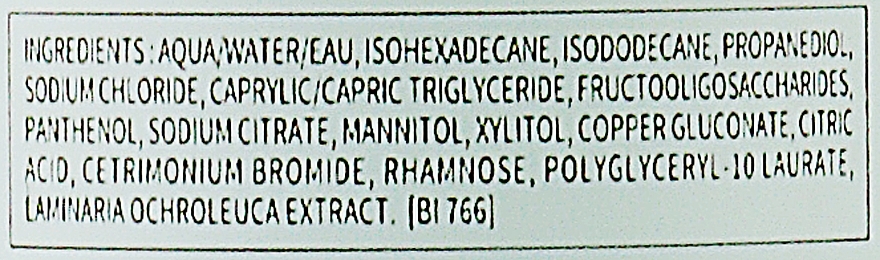 INGREDIENTS : AQUA/WATER/EAU, ISOHEXADECANE, ISODODECANE, PROPANEDIOL,
SODIUM CHLORIDE, CAPRYLIC/CAPRIC TRIGLYCERIDE, FRUCTOOLIGOSACCHARIDES,
PANTHENOL, SODIUM CITRATE, MANNITOL, XYLITOL, COPPER GLUCONATE, CITRIC
ACID, CETRIMONIUM BROMIDE, RHAMNOSE, POLYGLYCERYL-10 LAURATE,
LAMINARIA OCHROLEUCA EXTRACT. [BI 766]